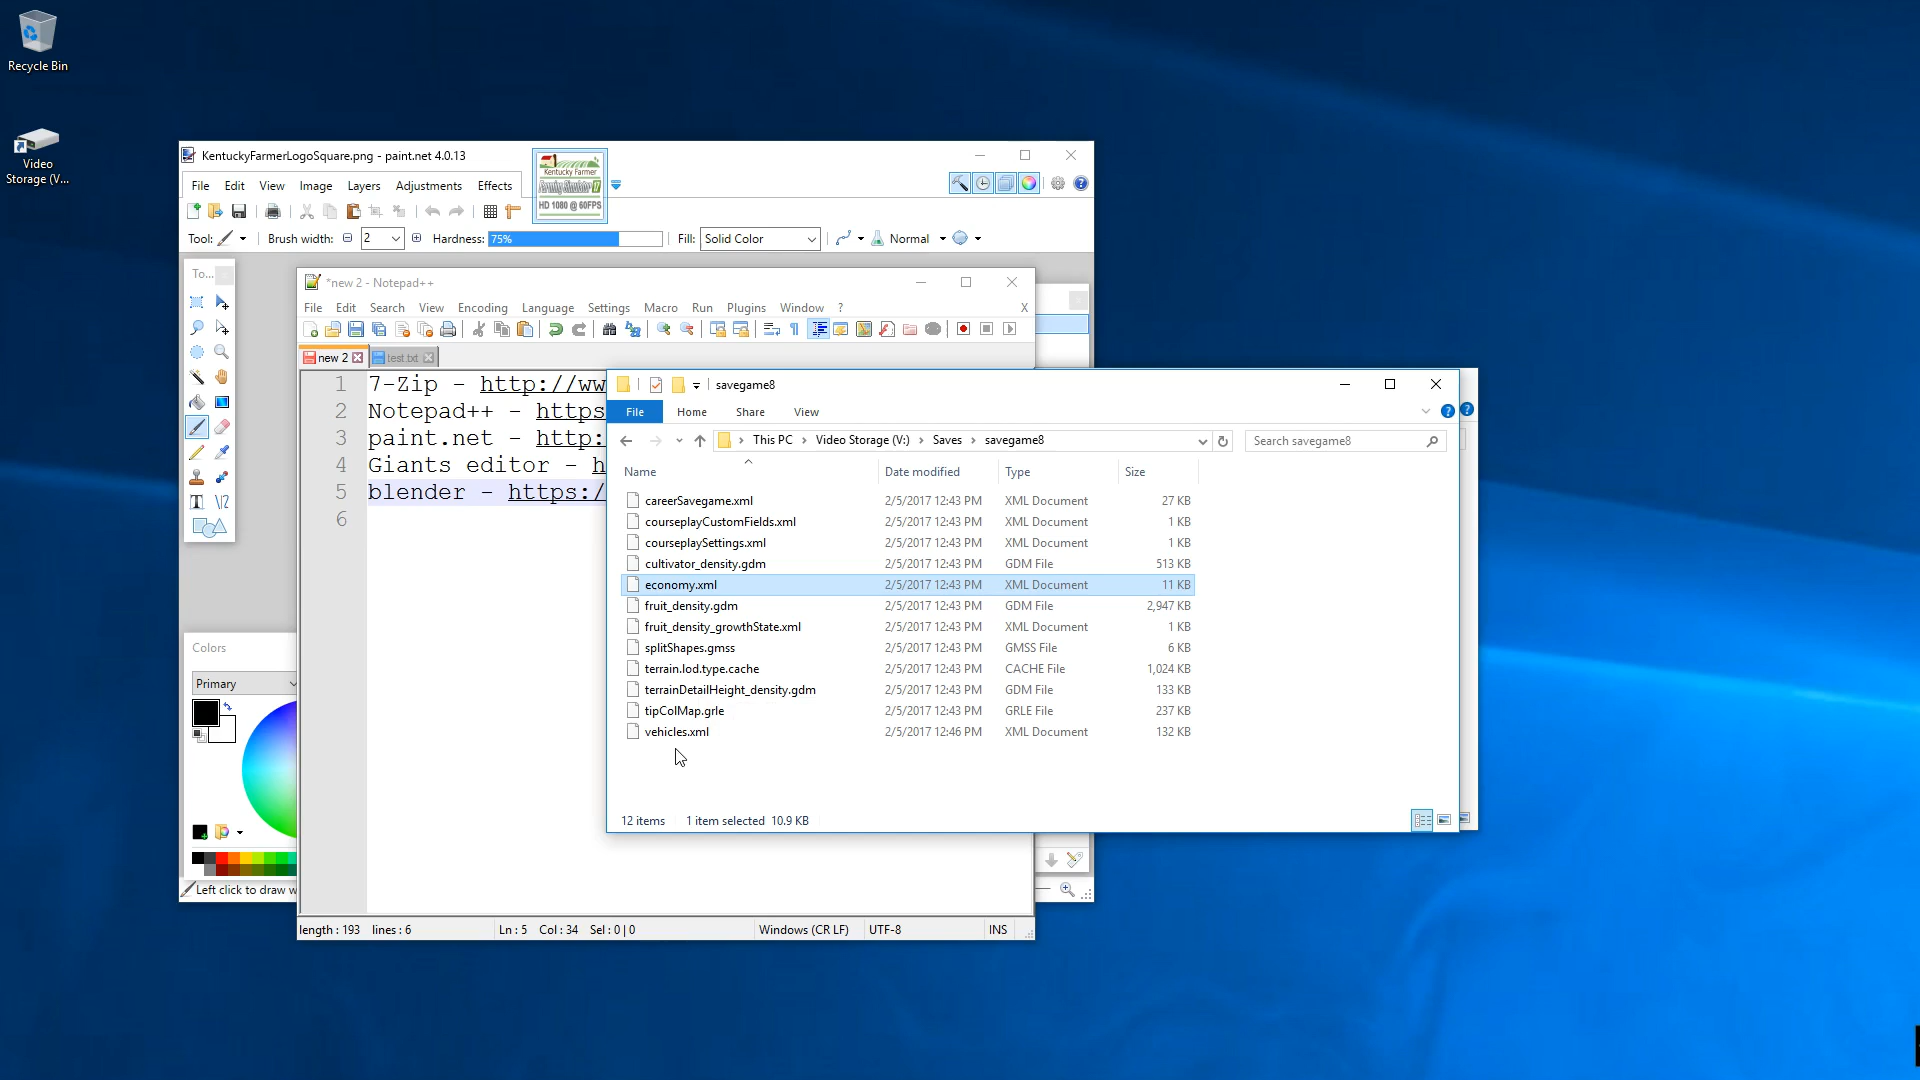 Recycle Bin
Video
Storage (V...
KentuckyFarmerLogoSquare.png - paint.net 4.0.13
File Edit View Image Layers Adjustments Effects
Kentucky Farmer
HD 1080 @ 60FPS
Tool: Brush width: 2 Hardness: 75% Fill: Solid Color Normal
To...
*new 2 - Notepad++
File Edit Search View Encoding Language Settings Macro Run Plugins Window ? X
new 2 test.txt
1 7-Zip - http://ww
2 Notepad++ - https
3 paint.net - http:
4 Giants editor - h
5 blender - https:/
6
savegame8
File Home Share View
This PC Video Storage (V:) Saves savegame8 Search savegame8
Name Date modified Type Size
careerSavegame.xml 2/5/2017 12:43 PM XML Document 27 KB
courseplayCustomFields.xml 2/5/2017 12:43 PM XML Document 1 KB
courseplaySettings.xml 2/5/2017 12:43 PM XML Document 1 KB
cultivator_density.gdm 2/5/2017 12:43 PM GDM File 513 KB
economy.xml 2/5/2017 12:43 PM XML Document 11 KB
fruit_density.gdm 2/5/2017 12:43 PM GDM File 2,947 KB
fruit_density_growthState.xml 2/5/2017 12:43 PM XML Document 1 KB
splitShapes.gmss 2/5/2017 12:43 PM GMSS File 6 KB
terrain.lod.type.cache 2/5/2017 12:43 PM CACHE File 1,024 KB
terrainDetailHeight_density.gdm 2/5/2017 12:43 PM GDM File 133 KB
tipColMap.grle 2/5/2017 12:43 PM GRLE File 237 KB
vehicles.xml 2/5/2017 12:46 PM XML Document 132 KB
12 items 1 item selected 10.9 KB
Colors
Primary
Left click to draw w
length : 193 lines : 6 Ln : 5 Col : 34 Sel : 0 | 0 Windows (CR LF) UTF-8 INS